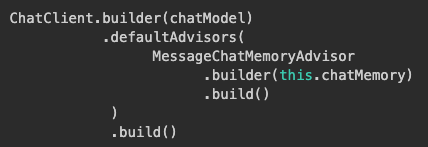 ChatClient.builder(chatModel)
.defaultAdvisors(
MessageChatMemoryAdvisor
.builder(this.chatMemory)
.build()
)
.build()